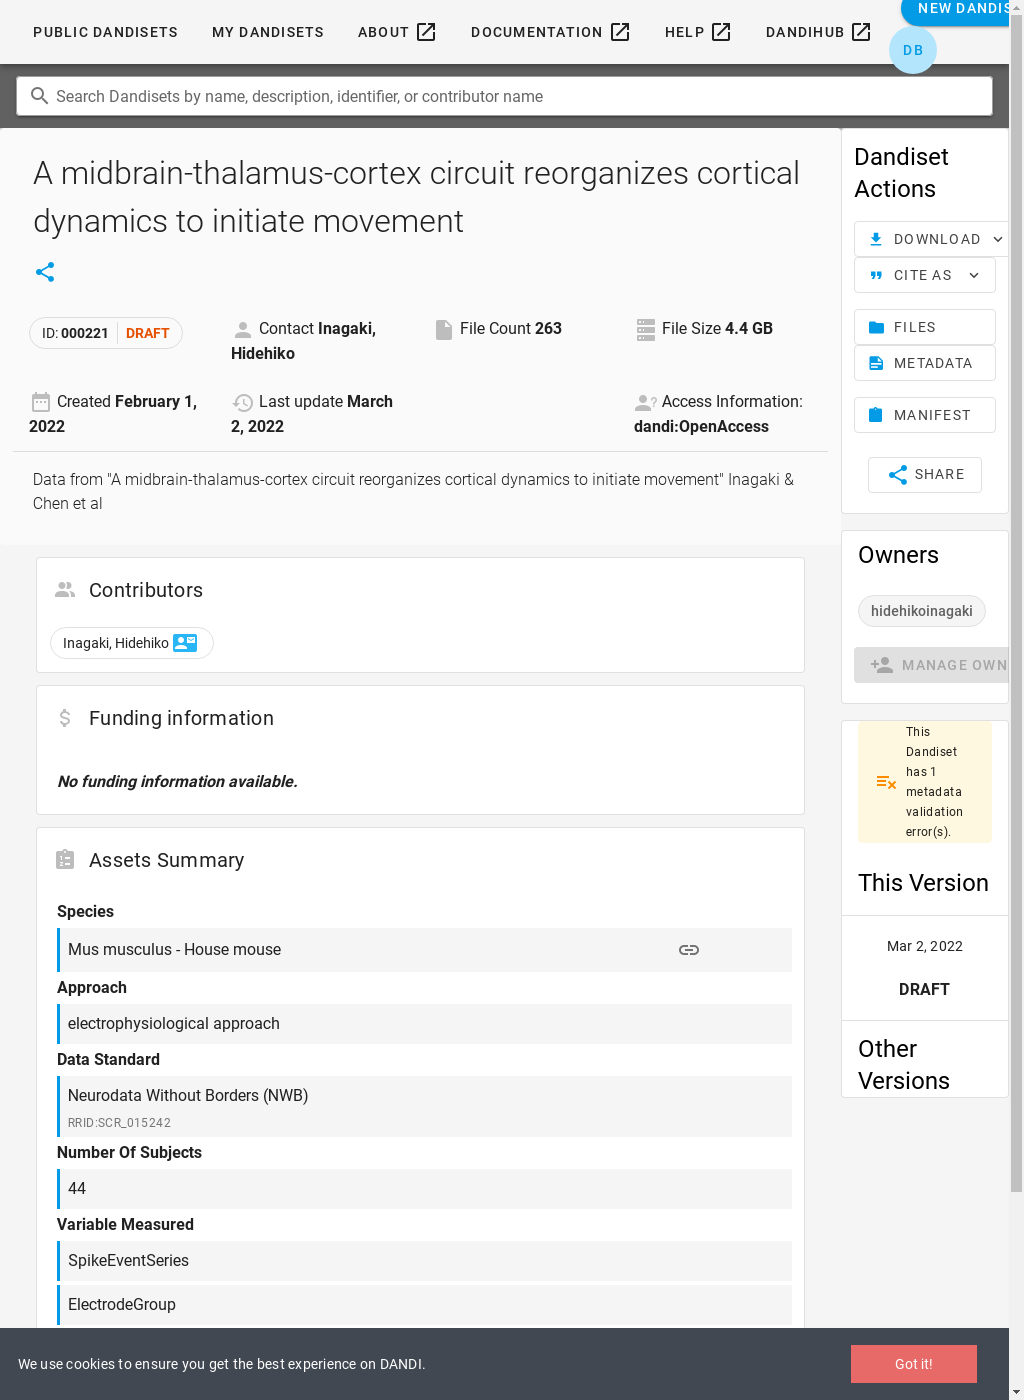 PUBLIC DANDISETS MY DANDISETS ABOUT DOCUMENTATION HELP DANDIHUB NEW DANDIS
DB
Search Dandisets by name, description, identifier, or contributor name
A midbrain-thalamus-cortex circuit reorganizes cortical
dynamics to initiate movement
ID: 000221 DRAFT
Contact Inagaki,
Hidehiko
File Count 263
File Size 4.4 GB
Created February 1,
2022
Last update March
2, 2022
Access Information:
dandi:OpenAccess
Data from "A midbrain-thalamus-cortex circuit reorganizes cortical dynamics to initiate movement" Inagaki &
Chen et al
Contributors
Inagaki, Hidehiko
Funding information
No funding information available.
Assets Summary
Species
Mus musculus - House mouse
Approach
electrophysiological approach
Data Standard
Neurodata Without Borders (NWB)
RRID:SCR_015242
Number Of Subjects
44
Variable Measured
SpikeEventSeries
ElectrodeGroup
Dandiset
Actions
DOWNLOAD
CITE AS
FILES
METADATA
MANIFEST
SHARE
Owners
hidehikoinagaki
MANAGE OWN
This
Dandiset
has 1
metadata
validation
error(s).
This Version
Mar 2, 2022
DRAFT
Other
Versions
We use cookies to ensure you get the best experience on DANDI.
Got it!